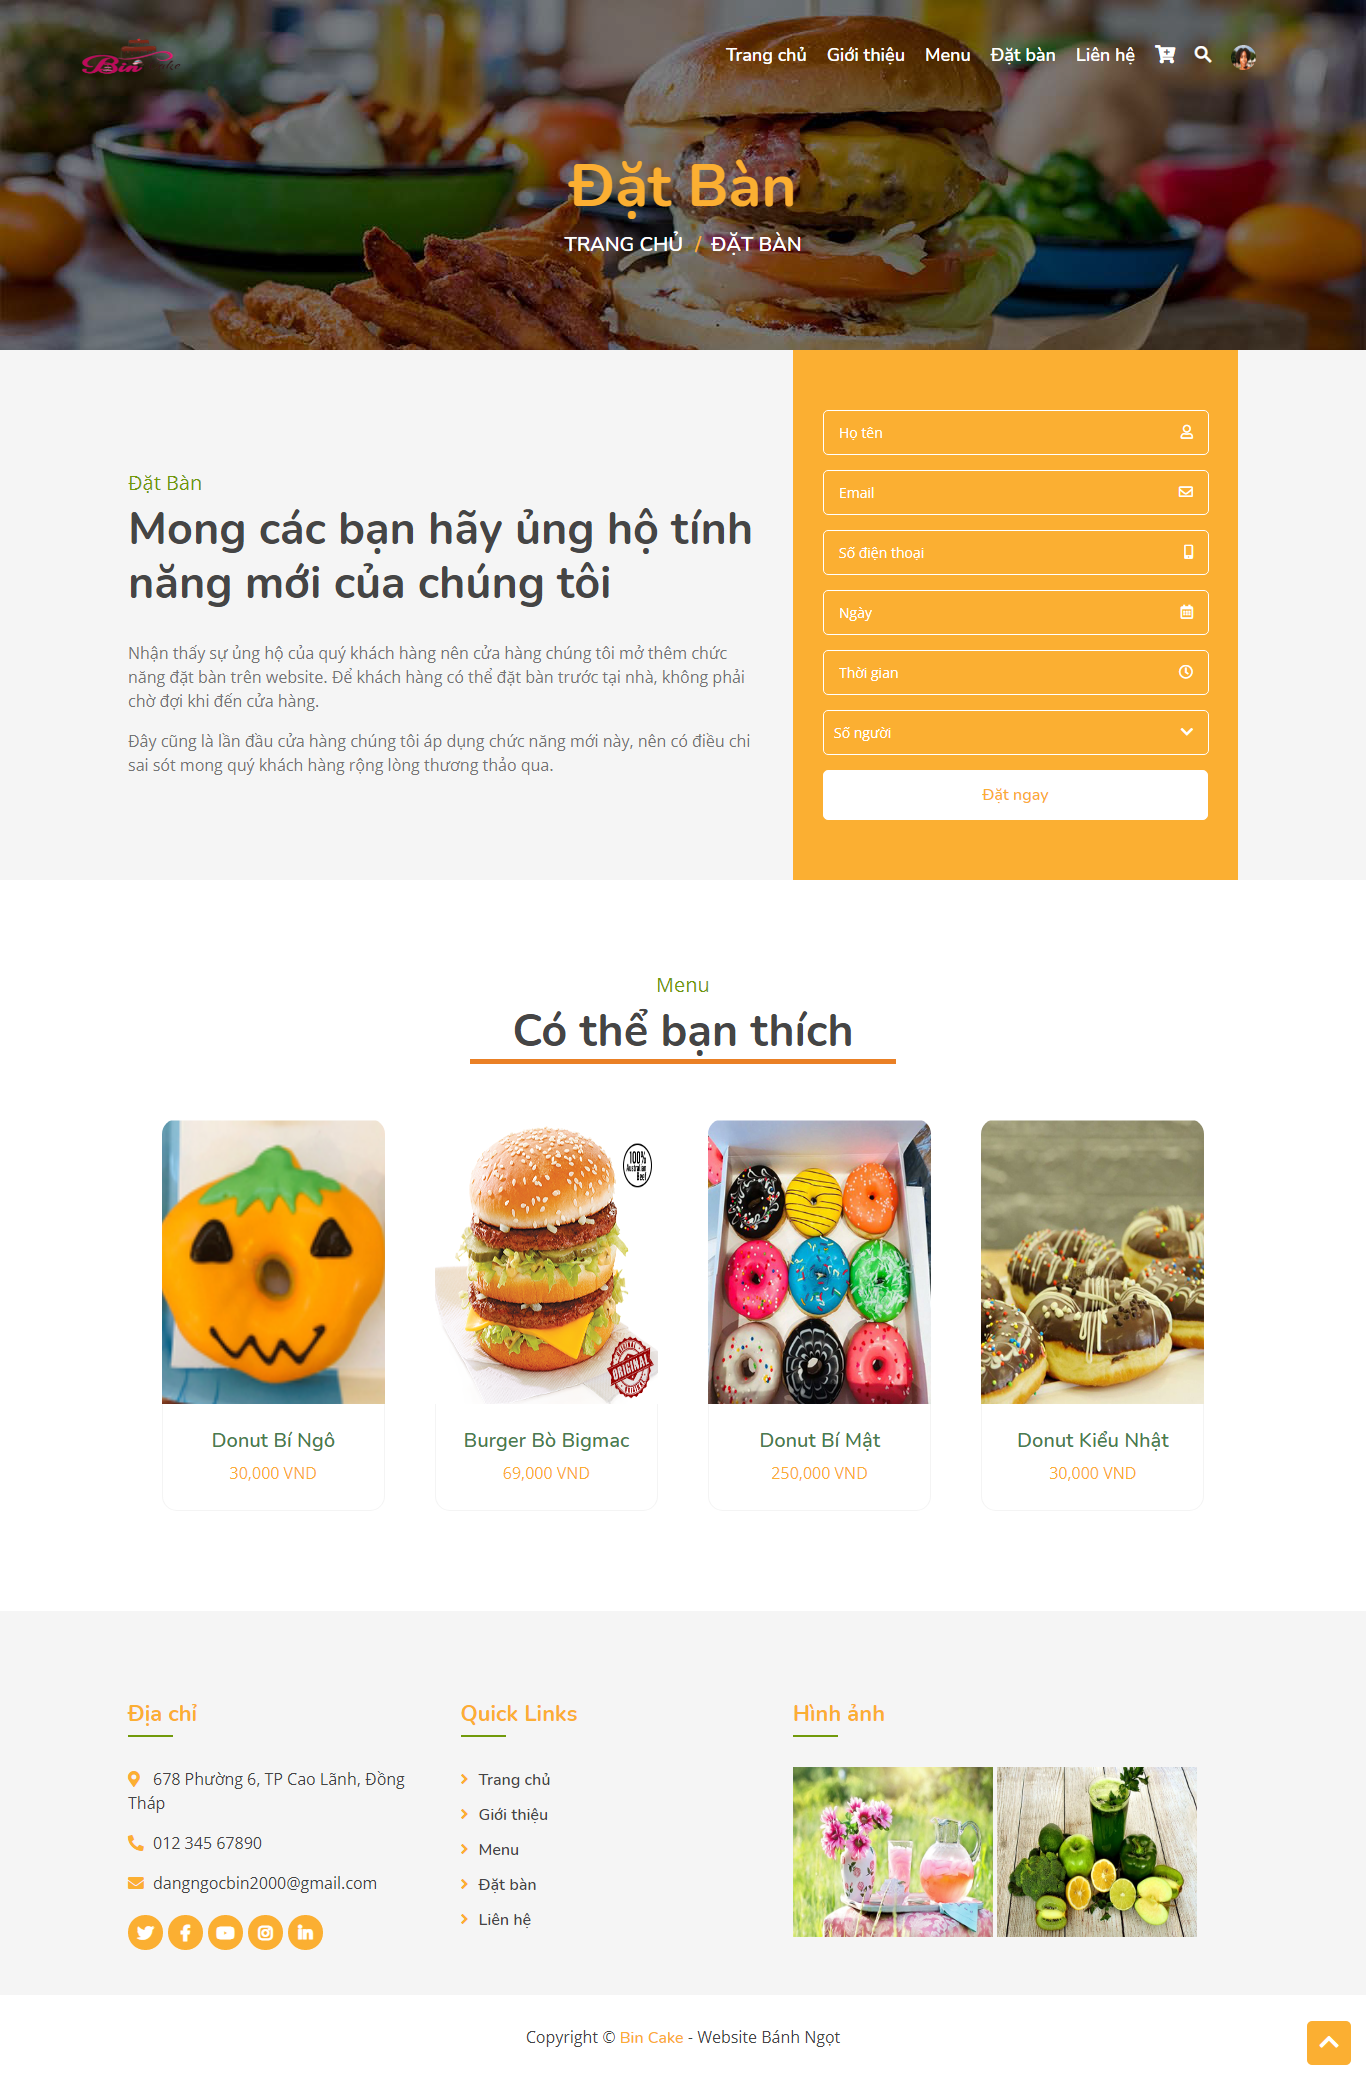 Bin Cake
Trang chủ Giới thiệu Menu Đặt bàn Liên hệ
Đặt Bàn
TRANG CHỦ / ĐẶT BÀN
Đặt Bàn
Mong các bạn hãy ủng hộ tính
năng mới của chúng tôi
Nhận thấy sự ủng hộ của quý khách hàng nên cửa hàng chúng tôi mở thêm chức
năng đặt bàn trên website. Để khách hàng có thể đặt bàn trước tại nhà, không phải
chờ đợi khi đến cửa hàng.
Đây cũng là lần đầu cửa hàng chúng tôi áp dụng chức năng mới này, nên có điều chi
sai sót mong quý khách hàng rộng lòng thương thảo qua.
Họ tên
Email
Số điện thoại
Ngày
Thời gian
Số người
Đặt ngay
Menu
Có thể bạn thích
100%
Australian
Beef
ORIGINAL
Donut Bí Ngô
30,000 VND
Burger Bò Bigmac
69,000 VND
Donut Bí Mật
250,000 VND
Donut Kiểu Nhật
30,000 VND
Địa chỉ
678 Phường 6, TP Cao Lãnh, Đồng
Tháp
012 345 67890
dangngocbin2000@gmail.com
Quick Links
Trang chủ
Giới thiệu
Menu
Đặt bàn
Liên hệ
Hình ảnh
Copyright © Bin Cake - Website Bánh Ngọt